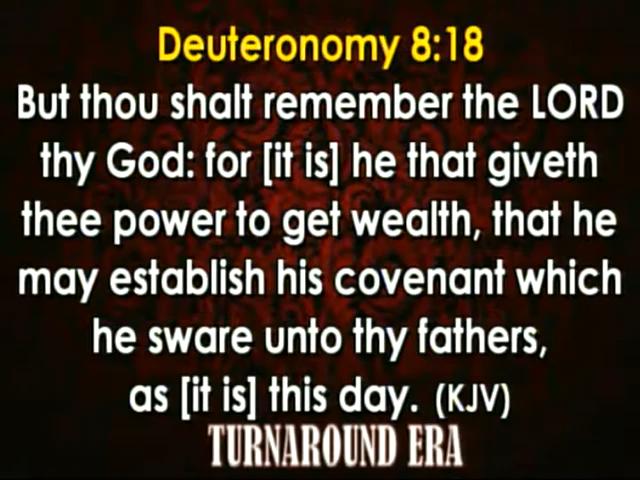 Deuteronomy 8:18
But thou shalt remember the LORD
thy God: for [it is] he that giveth
thee power to get wealth, that he
may establish his covenant which
he sware unto thy fathers,
as [it is] this day. (KJV)
TURNAROUND ERA